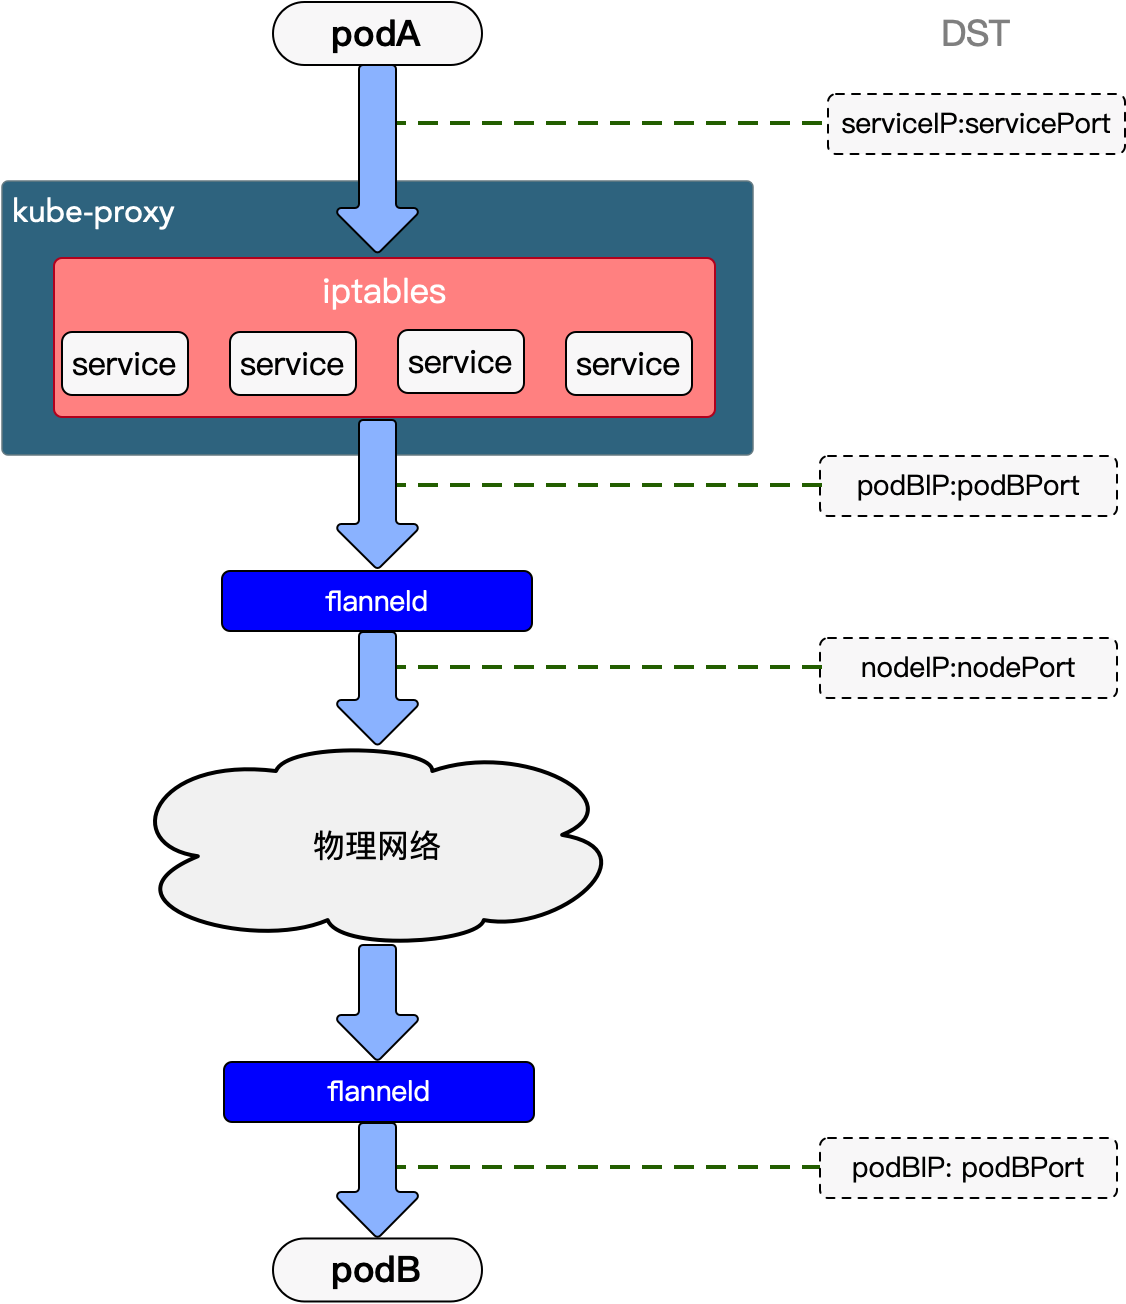 podA
DST
serviceIP:servicePort
kube-proxy
iptables
service
service
service
service
podBIP:podBPort
flanneld
nodeIP:nodePort
物理网络
flanneld
podBIP: podBPort
podB